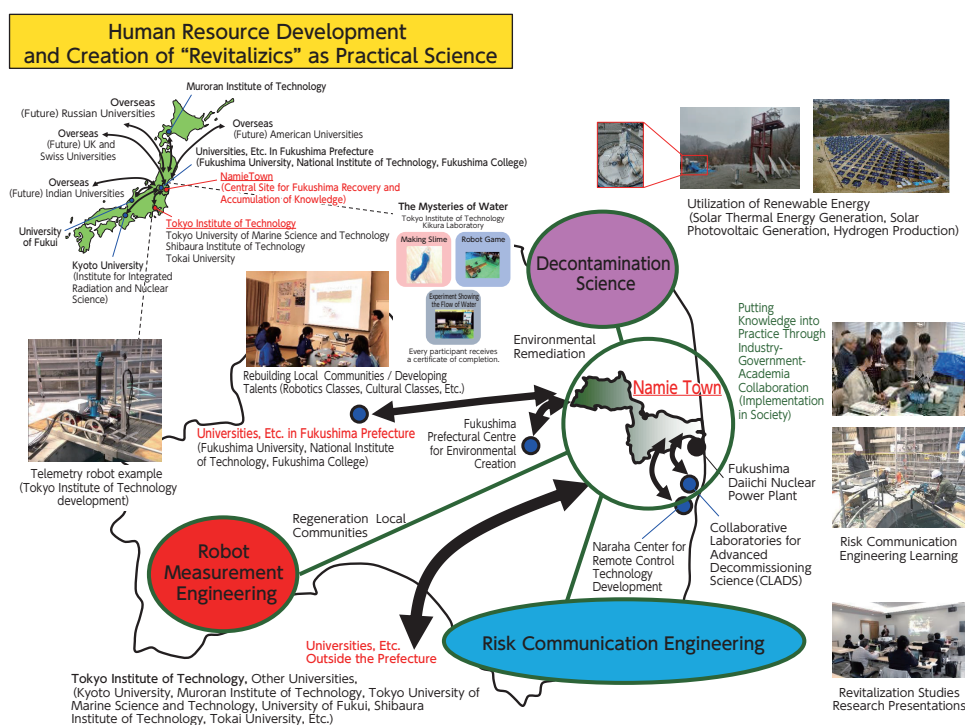 Human Resource Development
and Creation of “Revitalizics” as Practical Science
Muroran Institute of Technology
Overseas
(Future) Russian Universities
Overseas
(Future) American Universities
Overseas
(Future) UK and
Swiss Universities
Universities, Etc. In Fukushima Prefecture
(Fukushima University, National Institute of Technology, Fukushima College)
Overseas
(Future) Indian Universities
NamieTown
(Central Site for Fukushima Recovery and
Accumulation of Knowledge)
University
of Fukui
Tokyo Institute of Technology
Tokyo University of Marine Science and Technology
Shibaura Institute of Technology
Tokai University
Kyoto University
(Institute for Integrated
Radiation and Nuclear
Science)
The Mysteries of Water
Tokyo Institute of Technology
Kikura Laboratory
Making Slime
Robot Game
Experiment Showing
the Flow of Water
Every participant receives
a certificate of completion.
Utilization of Renewable Energy
(Solar Thermal Energy Generation, Solar
Photovoltaic Generation, Hydrogen Production)
Decontamination
Science
Environmental
Remediation
Putting
Knowledge into
Practice Through
Industry-
Government-
Academia
Collaboration
(Implementation
in Society)
Rebuilding Local Communities / Developing
Talents (Robotics Classes, Cultural Classes, Etc.)
Namie Town
Universities, Etc. in Fukushima Prefecture
(Fukushima University, National Institute
of Technology, Fukushima College)
Fukushima
Prefectural Centre
for Environmental
Creation
Telemetry robot example
(Tokyo Institute of Technology
development)
Fukushima
Daiichi Nuclear
Power Plant
Regeneration Local
Communities
Robot
Measurement
Engineering
Naraha Center for
Remote Control
Technology
Development
Collaborative
Laboratories for
Advanced
Decommissioning
Science (CLADS)
Risk Communication
Engineering Learning
Universities, Etc.
Outside the Prefecture
Risk Communication Engineering
Tokyo Institute of Technology, Other Universities,
(Kyoto University, Muroran Institute of Technology, Tokyo University of
Marine Science and Technology, University of Fukui, Shibaura
Institute of Technology, Tokai University, Etc.)
Revitalization Studies
Research Presentations